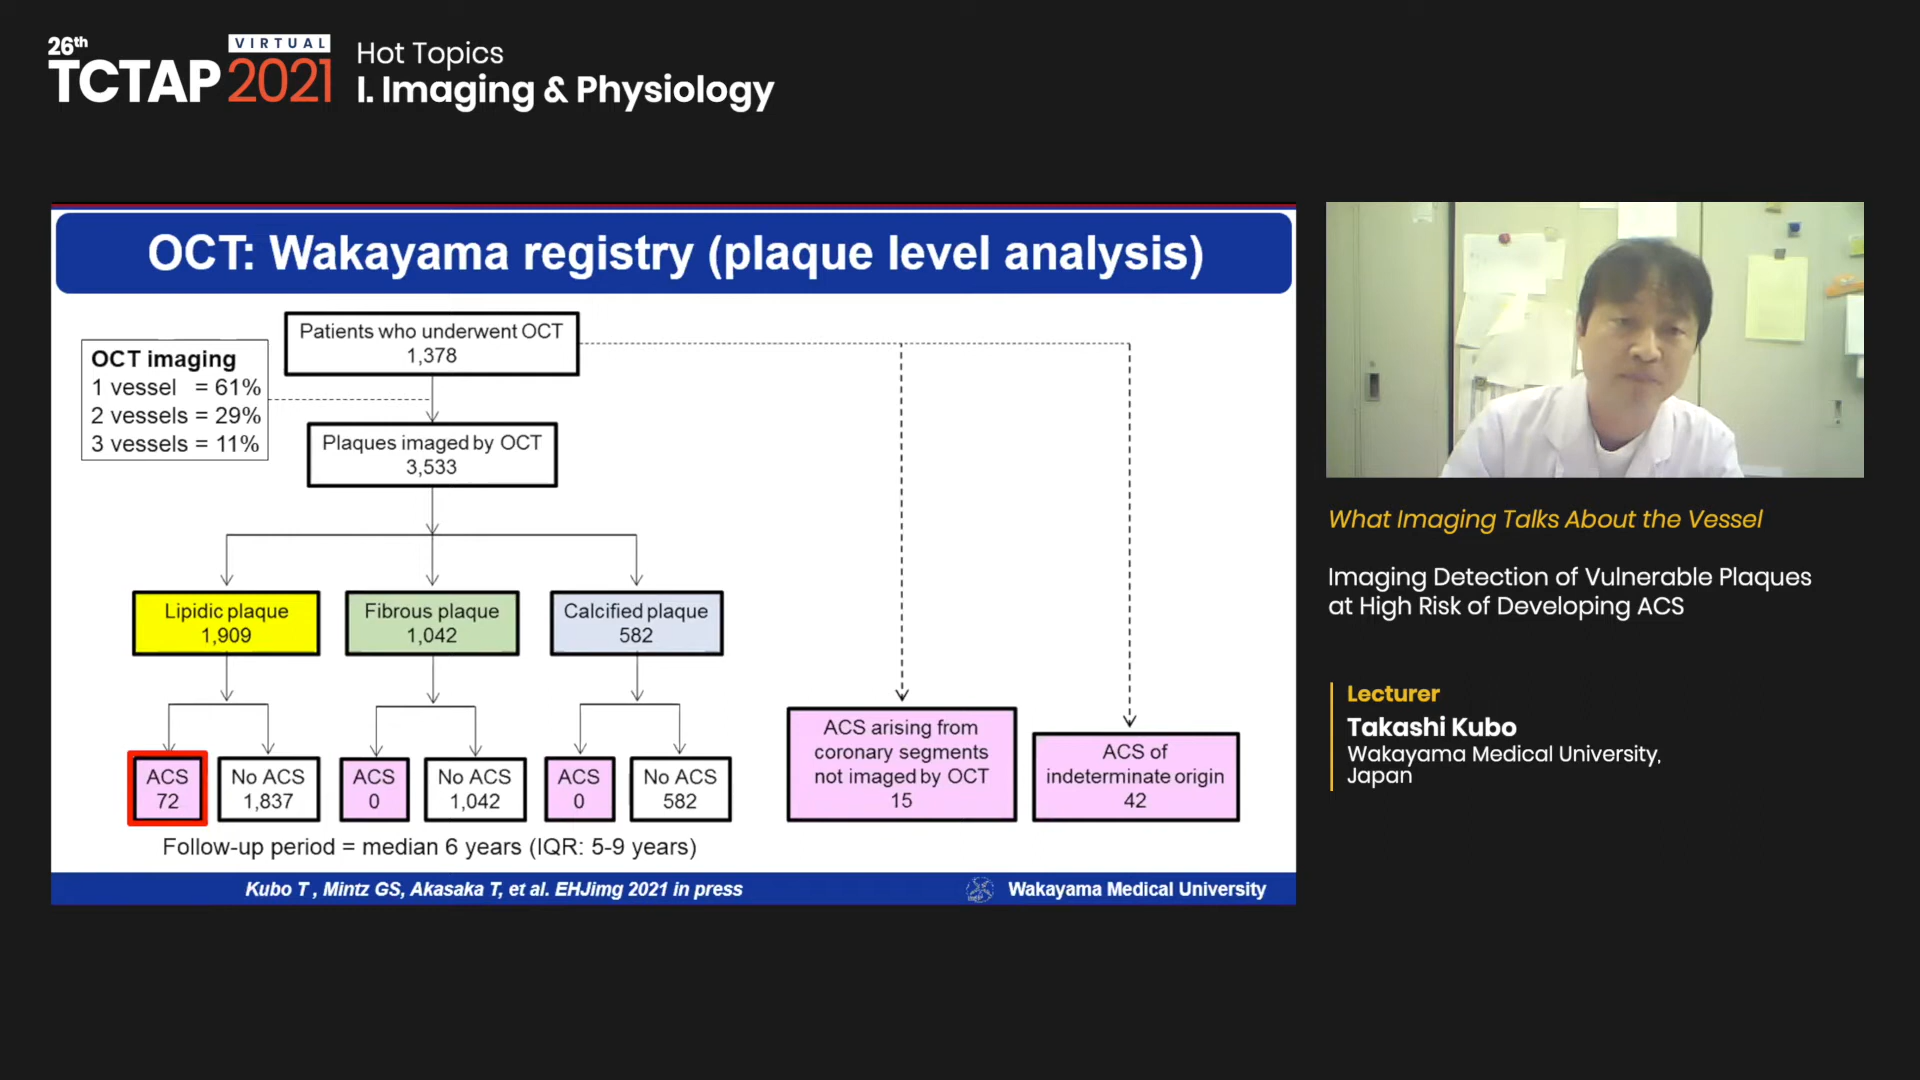 26th
VIRTUAL
TCTAP 2021
Hot Topics
I. Imaging & Physiology
OCT: Wakayama registry (plaque level analysis)
OCT imaging
1 vessel = 61%
2 vessels = 29%
3 vessels = 11%
Patients who underwent OCT
1,378
Plaques imaged by OCT
3,533
Lipidic plaque
1,909
Fibrous plaque
1,042
Calcified plaque
582
ACS
72
No ACS
1,837
ACS
0
No ACS
1,042
ACS
0
No ACS
582
ACS arising from
coronary segments
not imaged by OCT
15
ACS of
indeterminate origin
42
Follow-up period = median 6 years (IQR: 5-9 years)
Kubo T , Mintz GS, Akasaka T, et al. EHJimg 2021 in press
Wakayama Medical University
What Imaging Talks About the Vessel
Imaging Detection of Vulnerable Plaques
at High Risk of Developing ACS
Lecturer
Takashi Kubo
Wakayama Medical University,
Japan